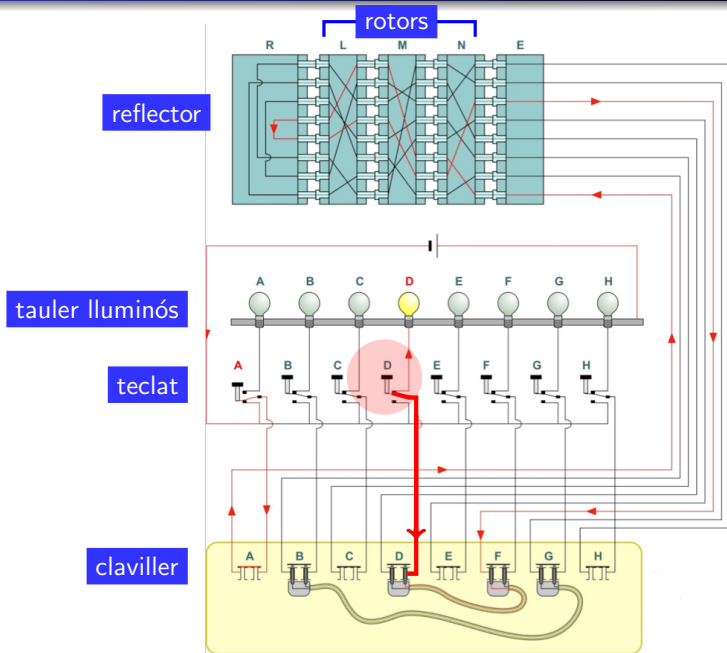 rotors
R L M N E
reflector
A B C D E F G H
tauler lluminós
A B C D E F G H
teclat
A B C D E F G H
claviller